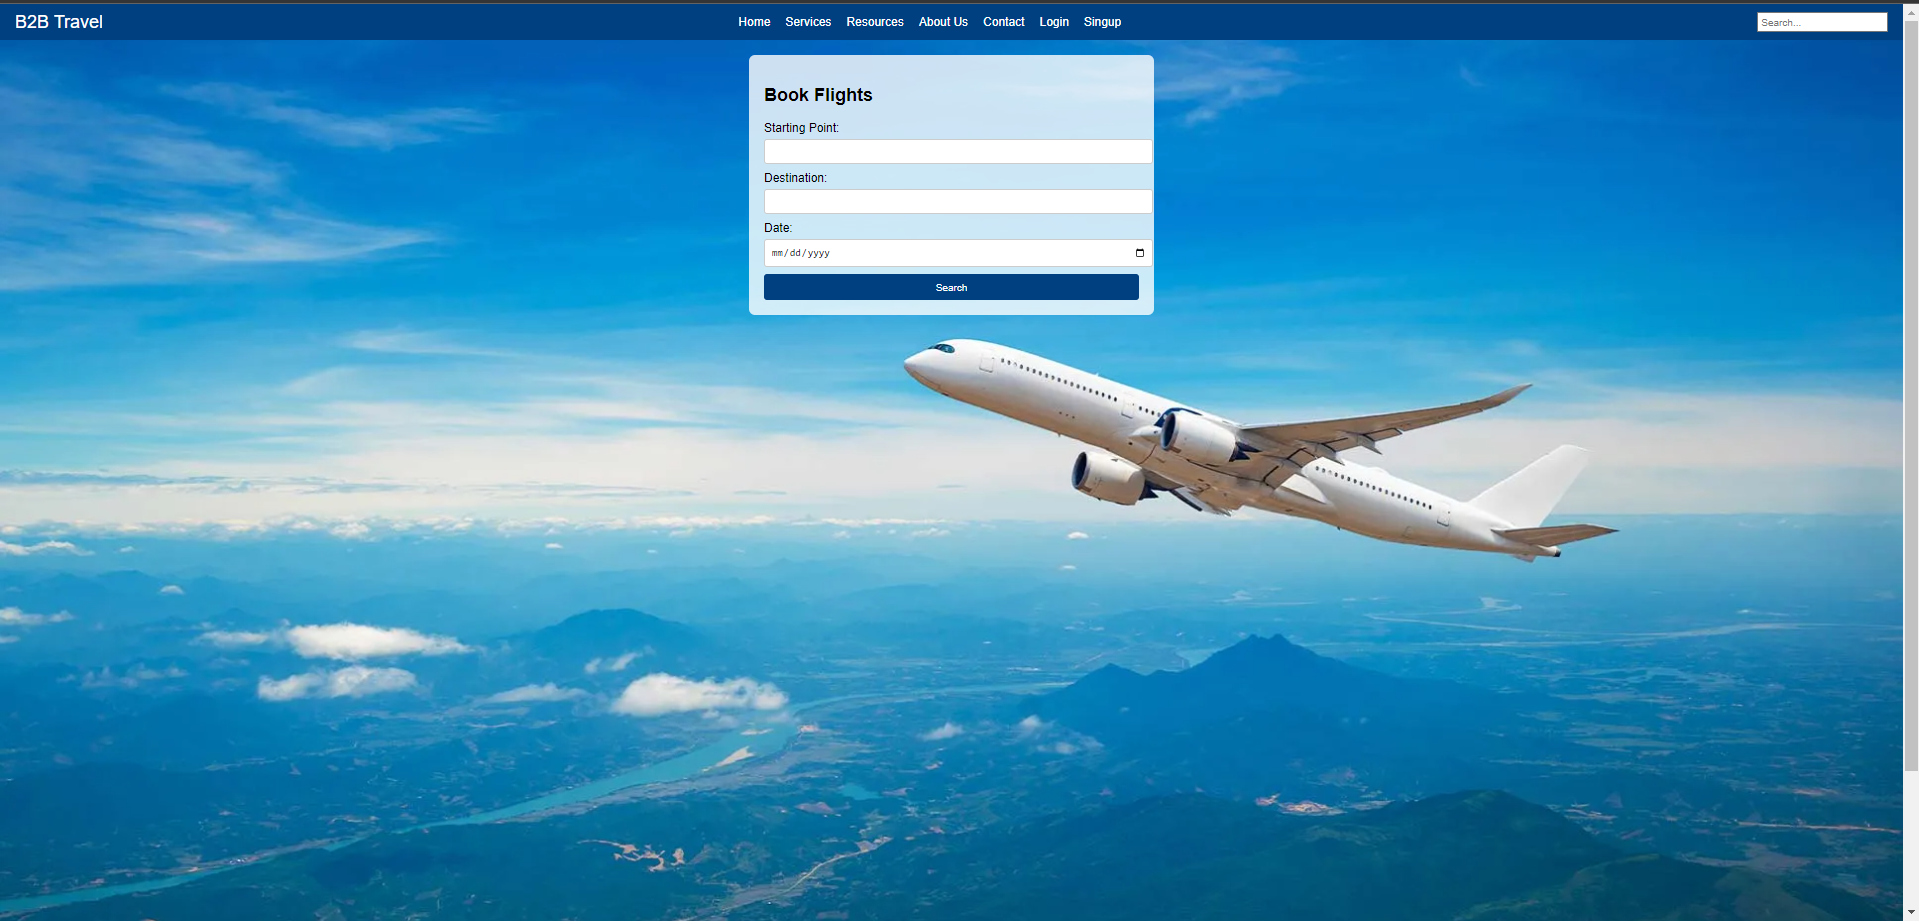 B2B Travel
Home Services Resources About Us Contact Login Singup
Search...
Book Flights
Starting Point:
Destination:
Date:
mm/dd/yyyy
Search